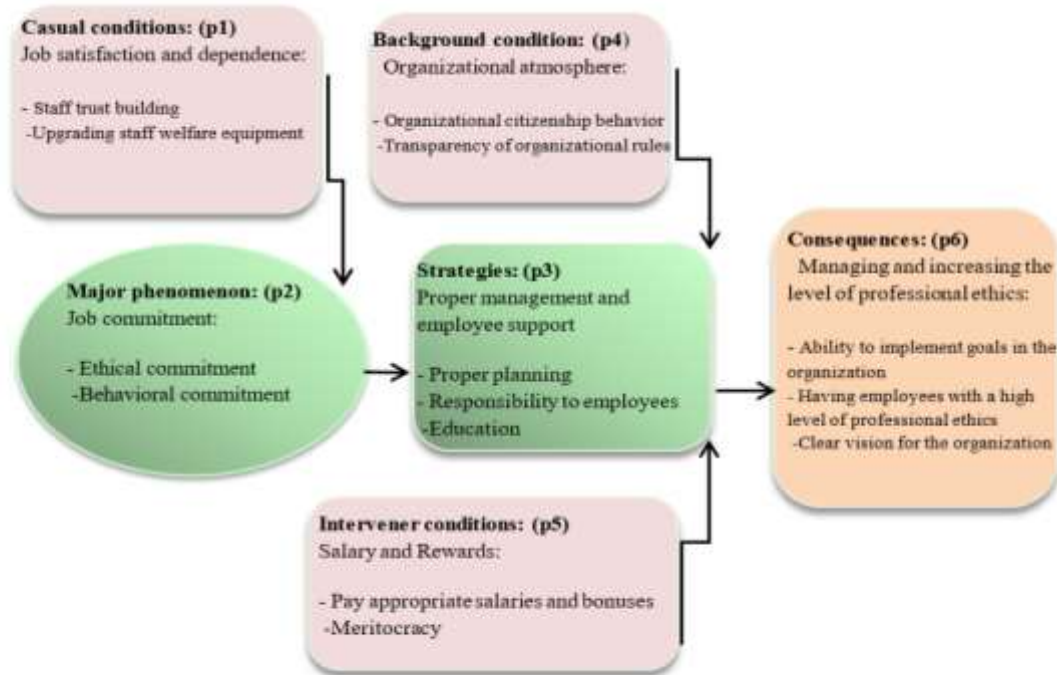 Casual conditions: (p1)
Job satisfaction and dependence:
- Staff trust building
-Upgrading staff welfare equipment
Background condition: (p4)
Organizational atmosphere:
- Organizational citizenship behavior
-Transparency of organizational rules
Major phenomenon: (p2)
Job commitment:
- Ethical commitment
-Behavioral commitment
Strategies: (p3)
Proper management and
employee support
- Proper planning
- Responsibility to employees
-Education
Consequences: (p6)
Managing and increasing the
level of professional ethics:
- Ability to implement goals in the
organization
- Having employees with a high
level of professional ethics
-Clear vision for the organization
Intervener conditions: (p5)
Salary and Rewards:
- Pay appropriate salaries and bonuses
-Meritocracy